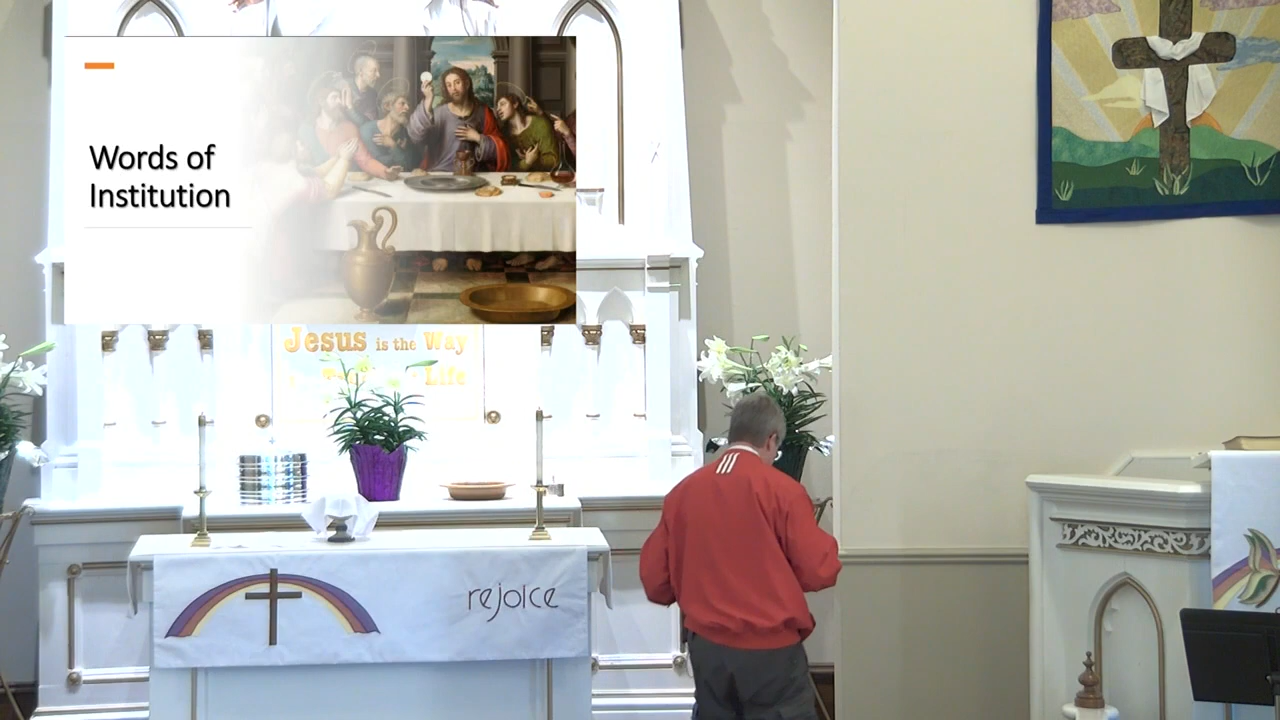 Words of
Institution
Jesus is the Way
Life
rejoice